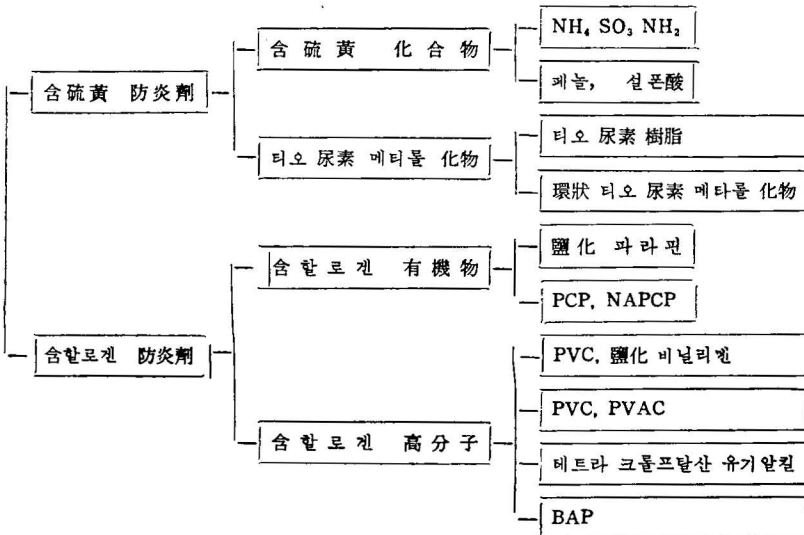 含硫黃 防炎劑
含硫黃 化合物
NH₄ SO₃ NH₂
페놀, 설폰酸
티오 尿素 메티롤 化物
티오 尿素 樹脂
環狀 티오 尿素 메타롤 化物
含할로겐 防炎劑
含할로겐 有機物
鹽化 파라핀
PCP, NAPCP
含할로겐 高分子
PVC, 鹽化 비닐리덴
PVC, PVAC
테트라 크롤프탈산 유기알킬
BAP